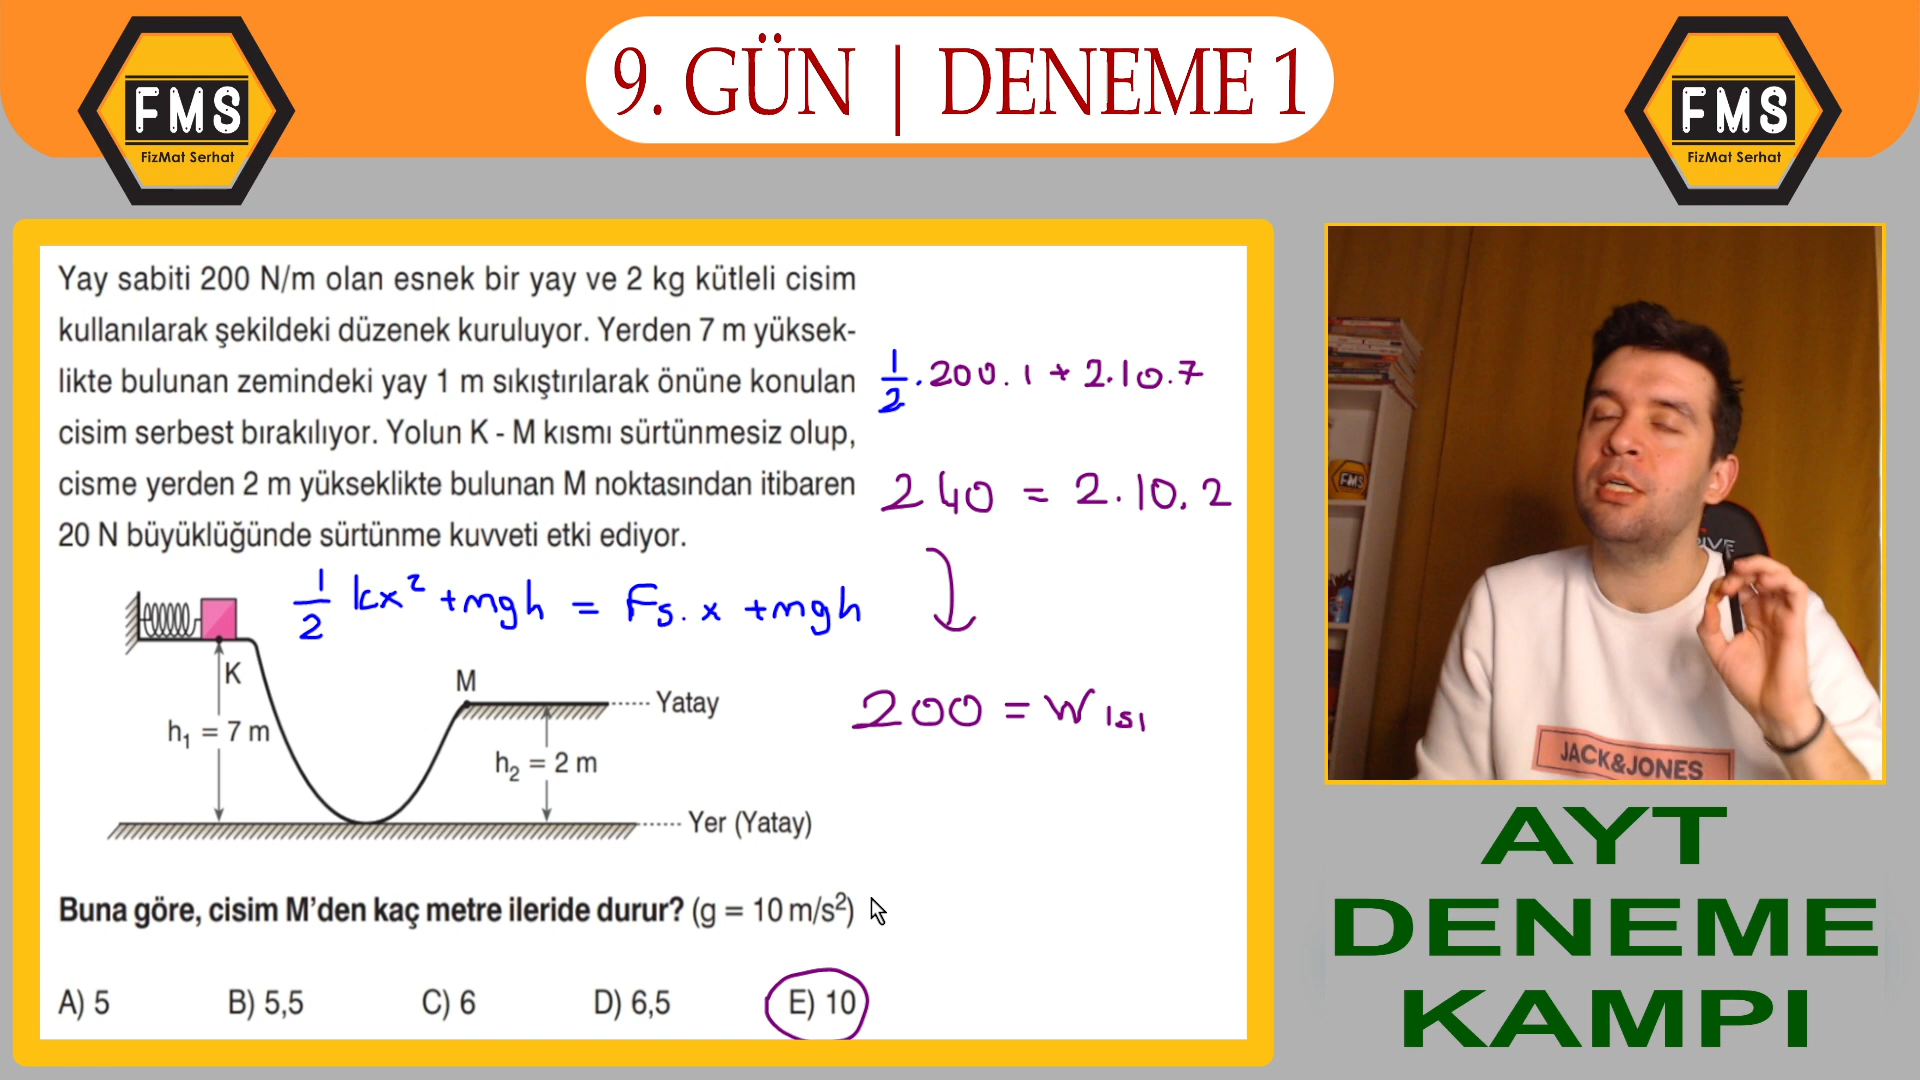 9. GÜN | DENEME 1
FMS
FizMat Serhat
FMS
FizMat Serhat
Yay sabiti 200 N/m olan esnek bir yay ve 2 kg kütleli cisim
kullanılarak şekildeki düzenek kuruluyor. Yerden 7 m yüksek-
likte bulunan zemindeki yay 1 m sıkıştırılarak önüne konulan
cisim serbest bırakılıyor. Yolun K - M kısmı sürtünmesiz olup,
cisme yerden 2 m yükseklikte bulunan M noktasından itibaren
20 N büyüklüğünde sürtünme kuvveti etki ediyor.
1/2 . 200 . 1 + 2.10.7
240 = 2.10.2
200 = W ısı
1/2 kx² + mgh = Fs. x + mgh
K
M
Yatay
h₁ = 7 m
h₂ = 2 m
Yer (Yatay)
Buna göre, cisim M'den kaç metre ileride durur? (g = 10 m/s²)
A) 5 B) 5,5 C) 6 D) 6,5 E) 10
FMS
JACK&JONES
AYT
DENEME
KAMPI